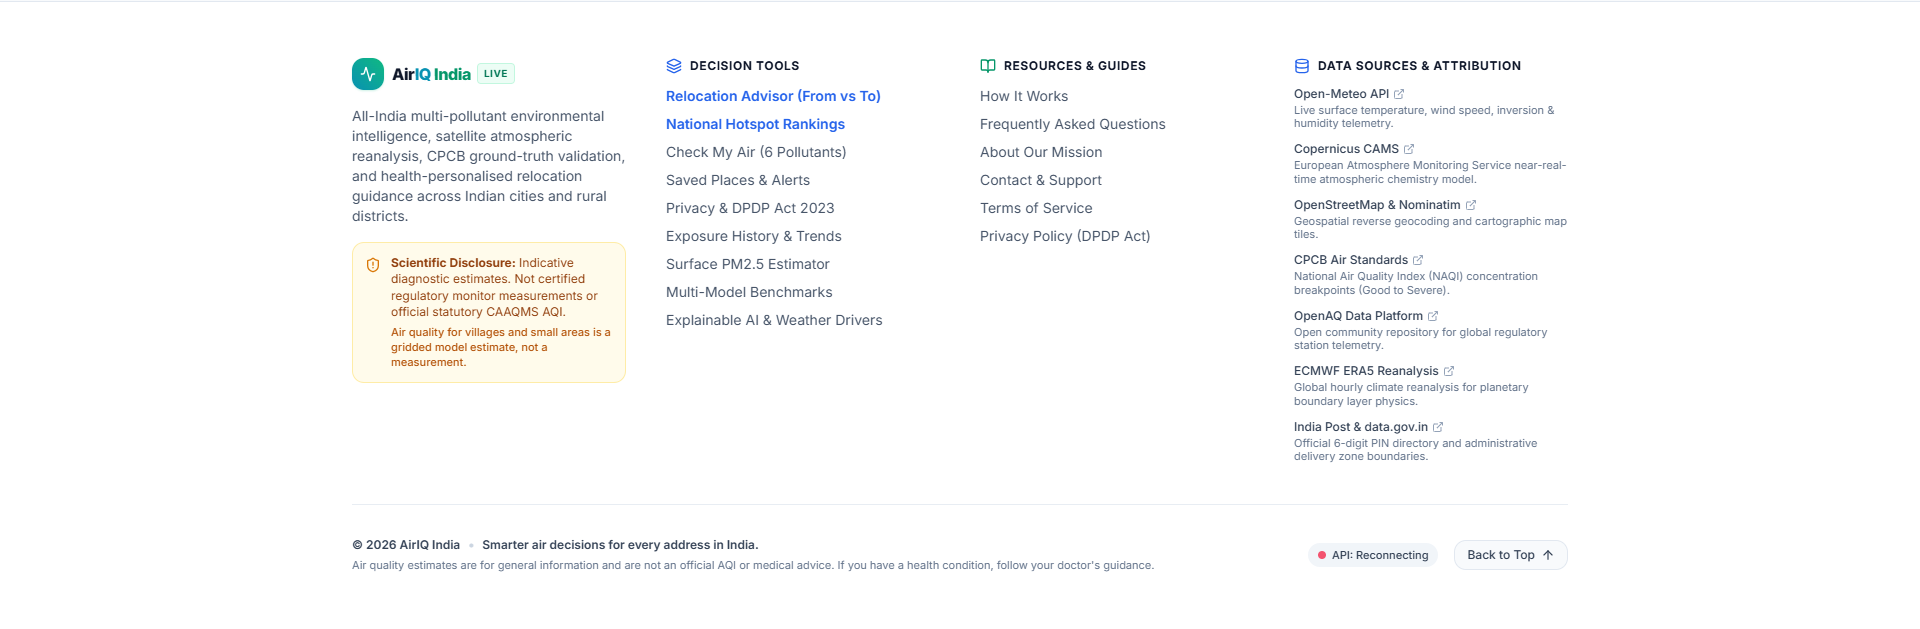 AirIQ India LIVE
All-India multi-pollutant environmental
intelligence, satellite atmospheric
reanalysis, CPCB ground-truth validation,
and health-personalised relocation
guidance across Indian cities and rural
districts.
Scientific Disclosure: Indicative
diagnostic estimates. Not certified
regulatory monitor measurements or
official statutory CAAQMS AQI.
Air quality for villages and small areas is a
gridded model estimate, not a
measurement.
DECISION TOOLS
Relocation Advisor (From vs To)
National Hotspot Rankings
Check My Air (6 Pollutants)
Saved Places & Alerts
Privacy & DPDP Act 2023
Exposure History & Trends
Surface PM2.5 Estimator
Multi-Model Benchmarks
Explainable AI & Weather Drivers
RESOURCES & GUIDES
How It Works
Frequently Asked Questions
About Our Mission
Contact & Support
Terms of Service
Privacy Policy (DPDP Act)
DATA SOURCES & ATTRIBUTION
Open-Meteo API
Live surface temperature, wind speed, inversion &
humidity telemetry.
Copernicus CAMS
European Atmosphere Monitoring Service near-real-
time atmospheric chemistry model.
OpenStreetMap & Nominatim
Geospatial reverse geocoding and cartographic map
tiles.
CPCB Air Standards
National Air Quality Index (NAQI) concentration
breakpoints (Good to Severe).
OpenAQ Data Platform
Open community repository for global regulatory
station telemetry.
ECMWF ERA5 Reanalysis
Global hourly climate reanalysis for planetary
boundary layer physics.
India Post & data.gov.in
Official 6-digit PIN directory and administrative
delivery zone boundaries.
© 2026 AirIQ India • Smarter air decisions for every address in India.
Air quality estimates are for general information and are not an official AQI or medical advice. If you have a health condition, follow your doctor's guidance.
API: Reconnecting
Back to Top ↑